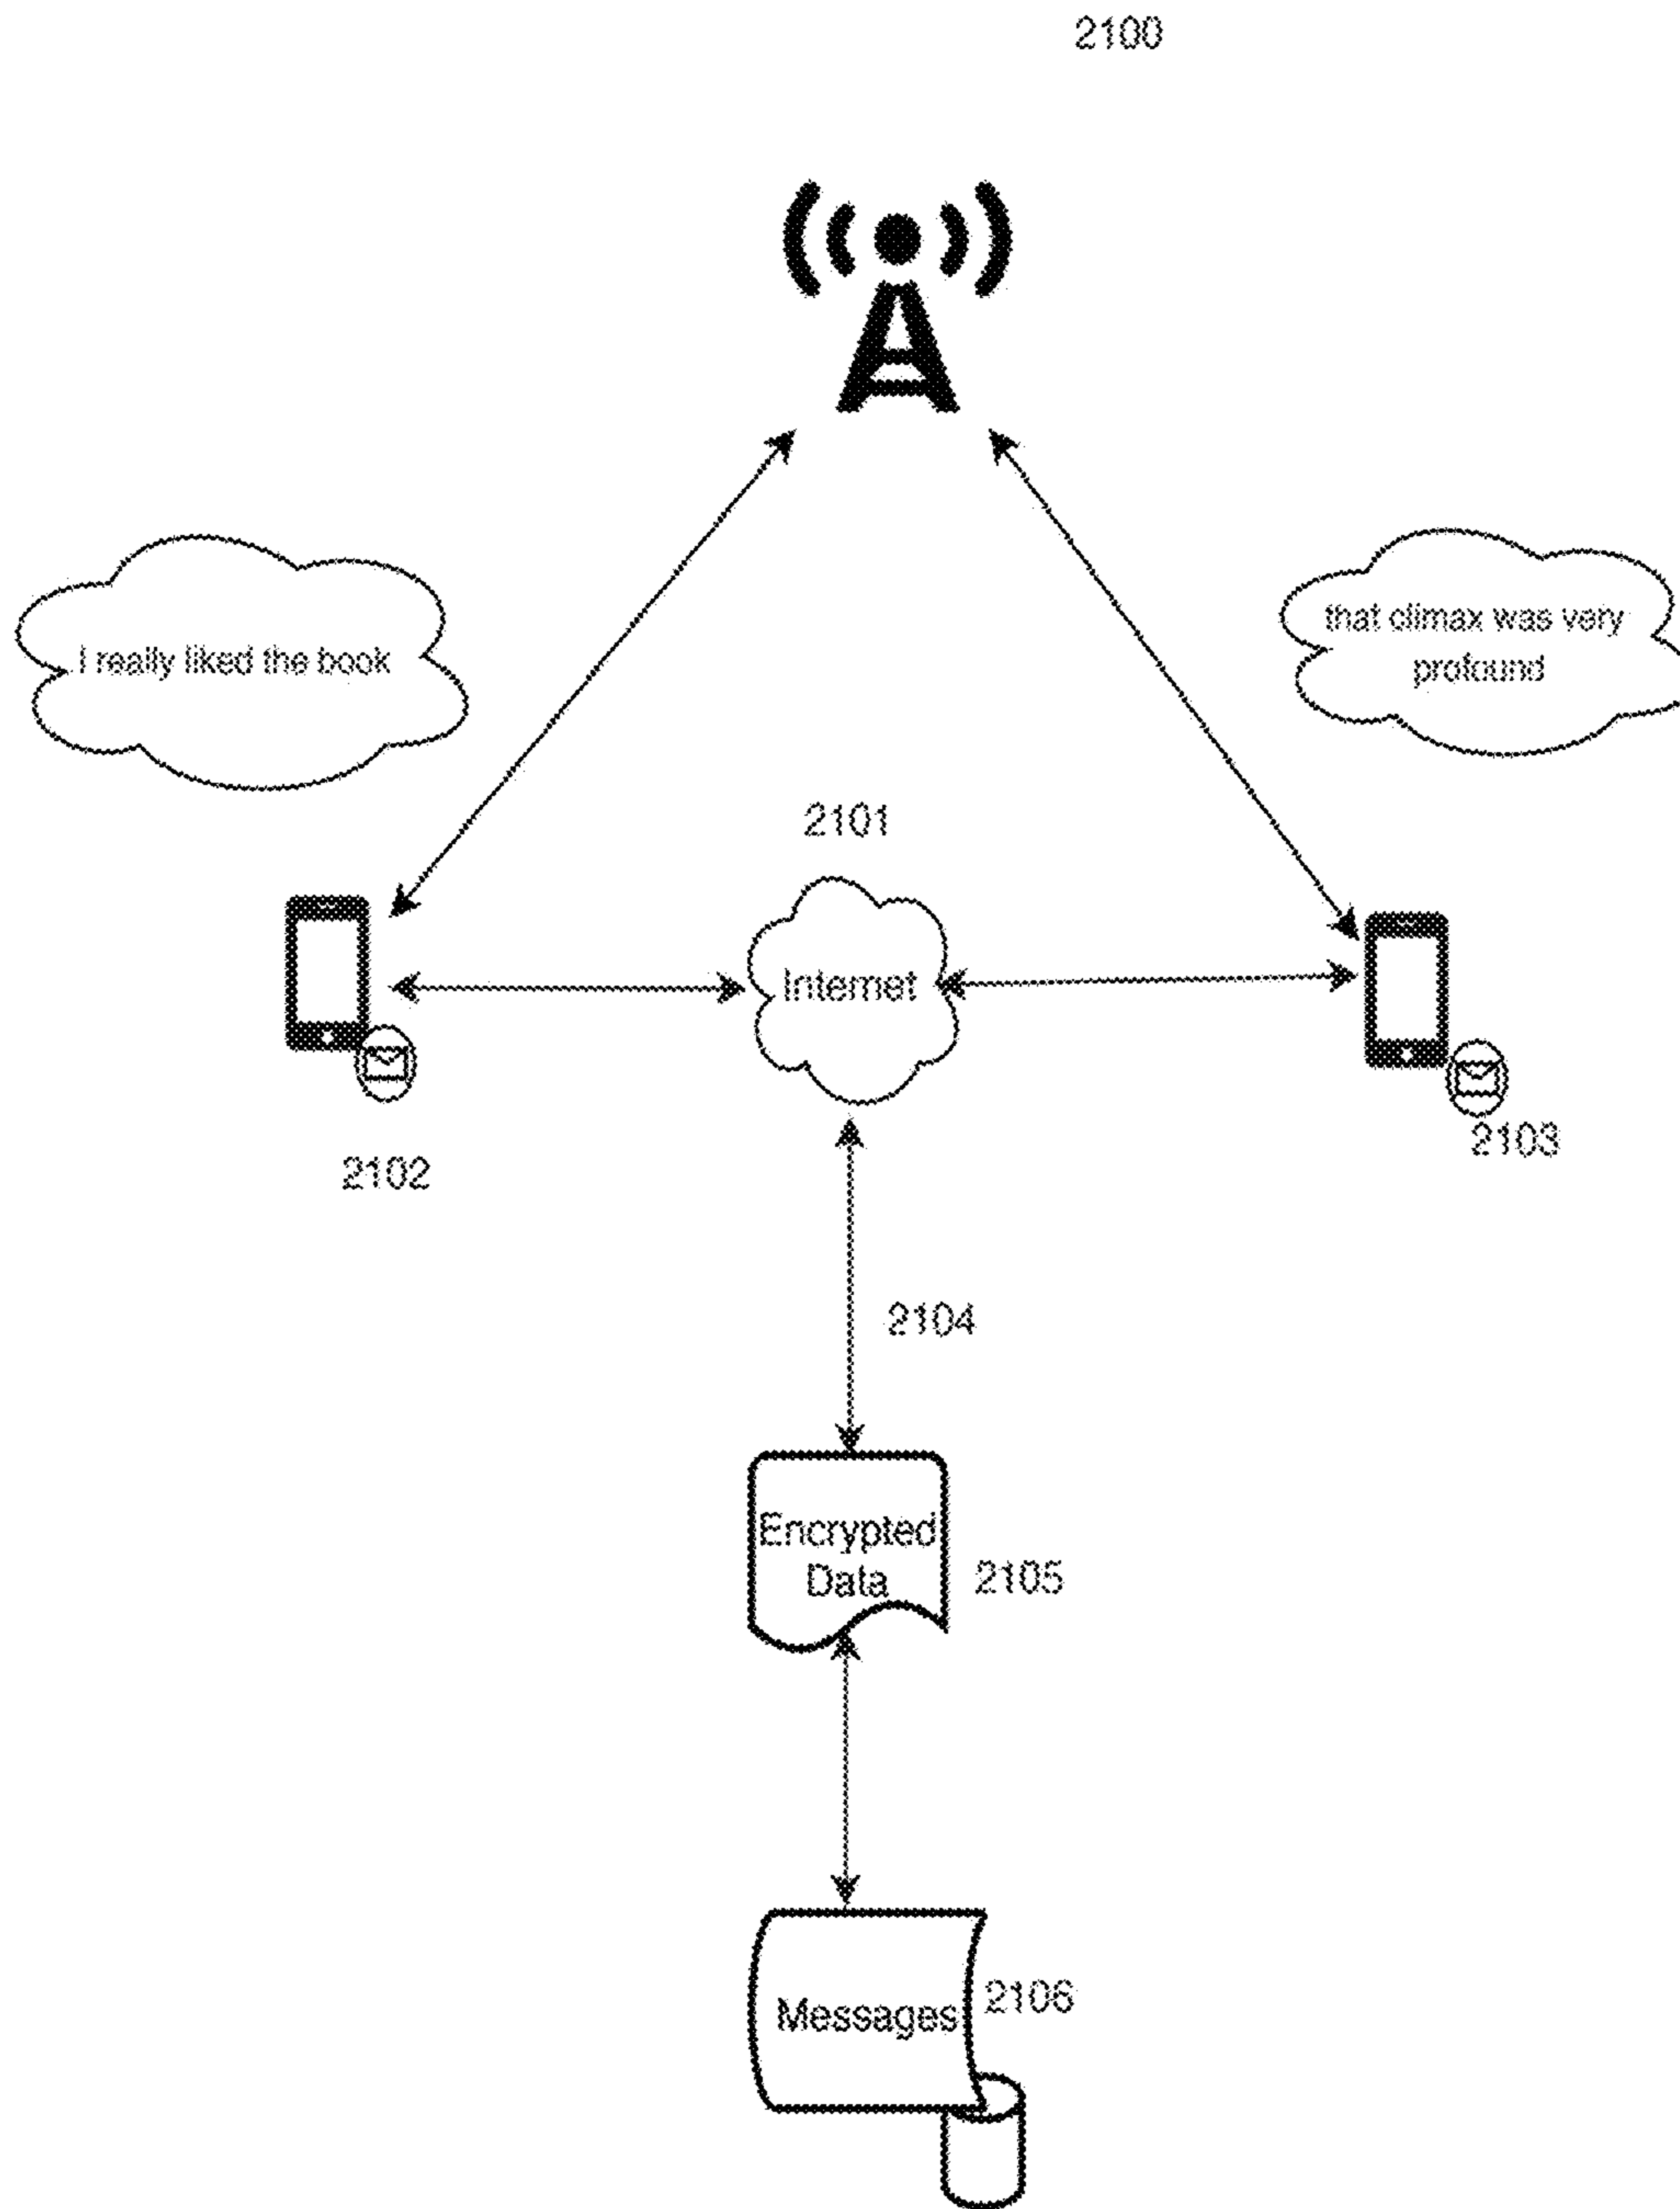 2100
I really liked the book
that climax was very
profound
2101
Internet
2102
2103
2104
Encrypted
Data
2105
Messages
2106